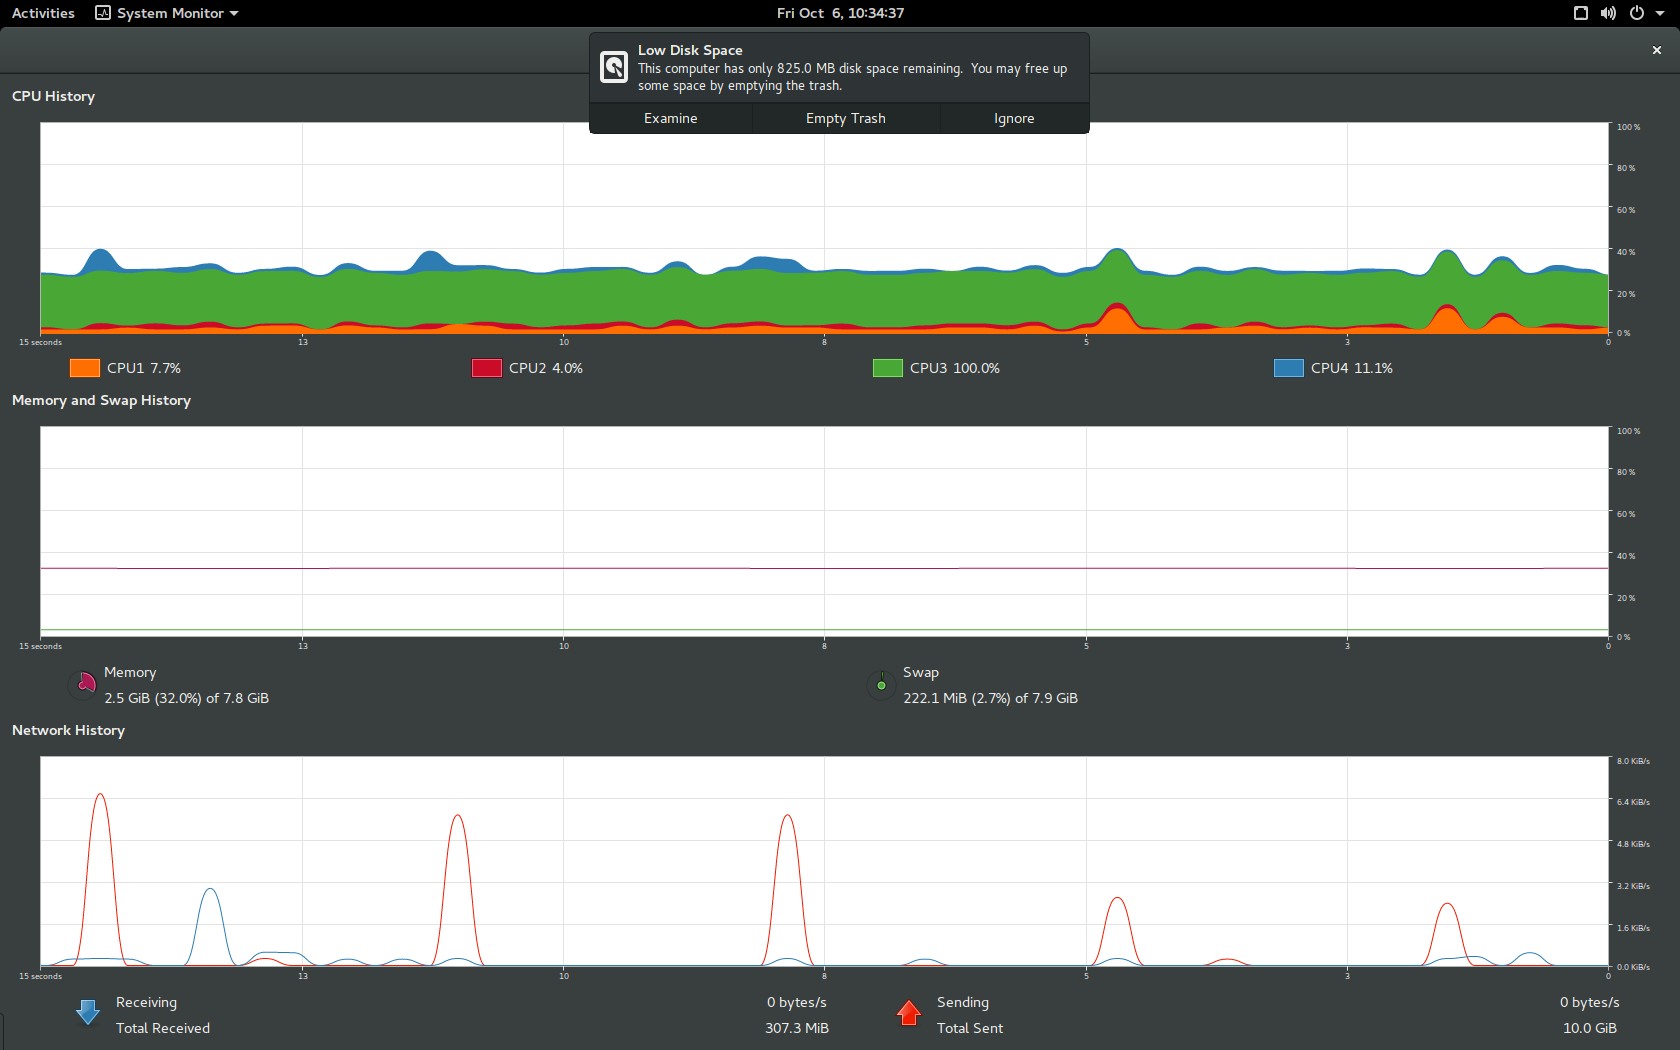 Activities System Monitor Fri Oct 6, 10:34:37
Low Disk Space
This computer has only 825.0 MB disk space remaining. You may free up
some space by emptying the trash.
Examine Empty Trash Ignore
CPU History
100 %
80 %
60 %
40 %
20 %
0 %
15 seconds 13 10 8 5 3 0
CPU1 7.7% CPU2 4.0% CPU3 100.0% CPU4 11.1%
Memory and Swap History
100 %
80 %
60 %
40 %
20 %
0 %
15 seconds 13 10 8 5 3 0
Memory Swap
2.5 GiB (32.0%) of 7.8 GiB 222.1 MiB (2.7%) of 7.9 GiB
Network History
8.0 KiB/s
6.4 KiB/s
4.8 KiB/s
3.2 KiB/s
1.6 KiB/s
0.0 KiB/s
15 seconds 13 10 8 5 3 0
Receiving 0 bytes/s Sending 0 bytes/s
Total Received 307.3 MiB Total Sent 10.0 GiB